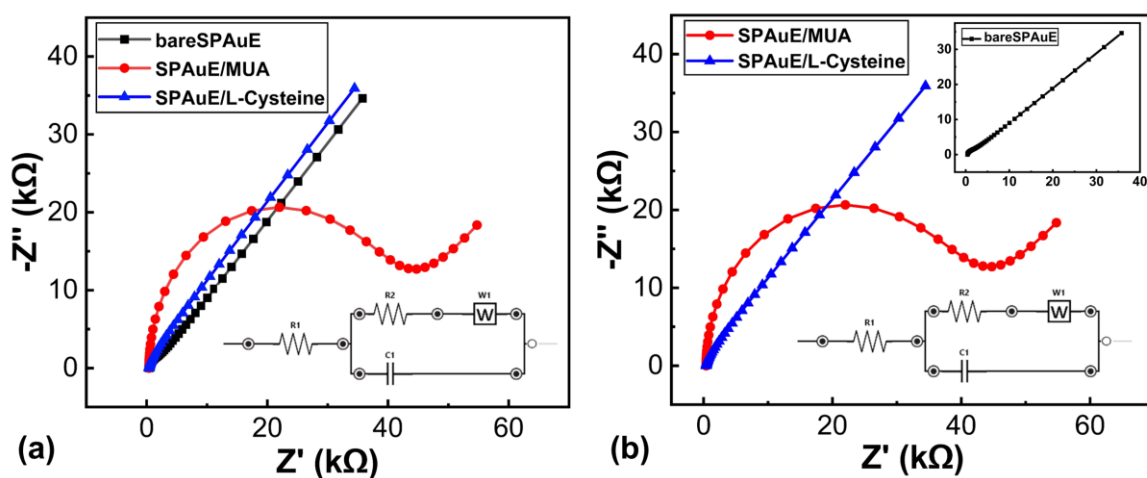 bareSPAuE
SPAuE/MUA
SPAuE/L-Cysteine
-Z'' (kΩ)
40
30
20
10
0
R1
R2
W1
W
C1
0 20 40 60
Z' (kΩ)
(a)
SPAuE/MUA
SPAuE/L-Cysteine
bareSPAuE
30
20
10
0
0 10 20 30 40
-Z'' (kΩ)
40
30
20
10
0
R1
R2
W1
W
C1
0 20 40 60
Z' (kΩ)
(b)